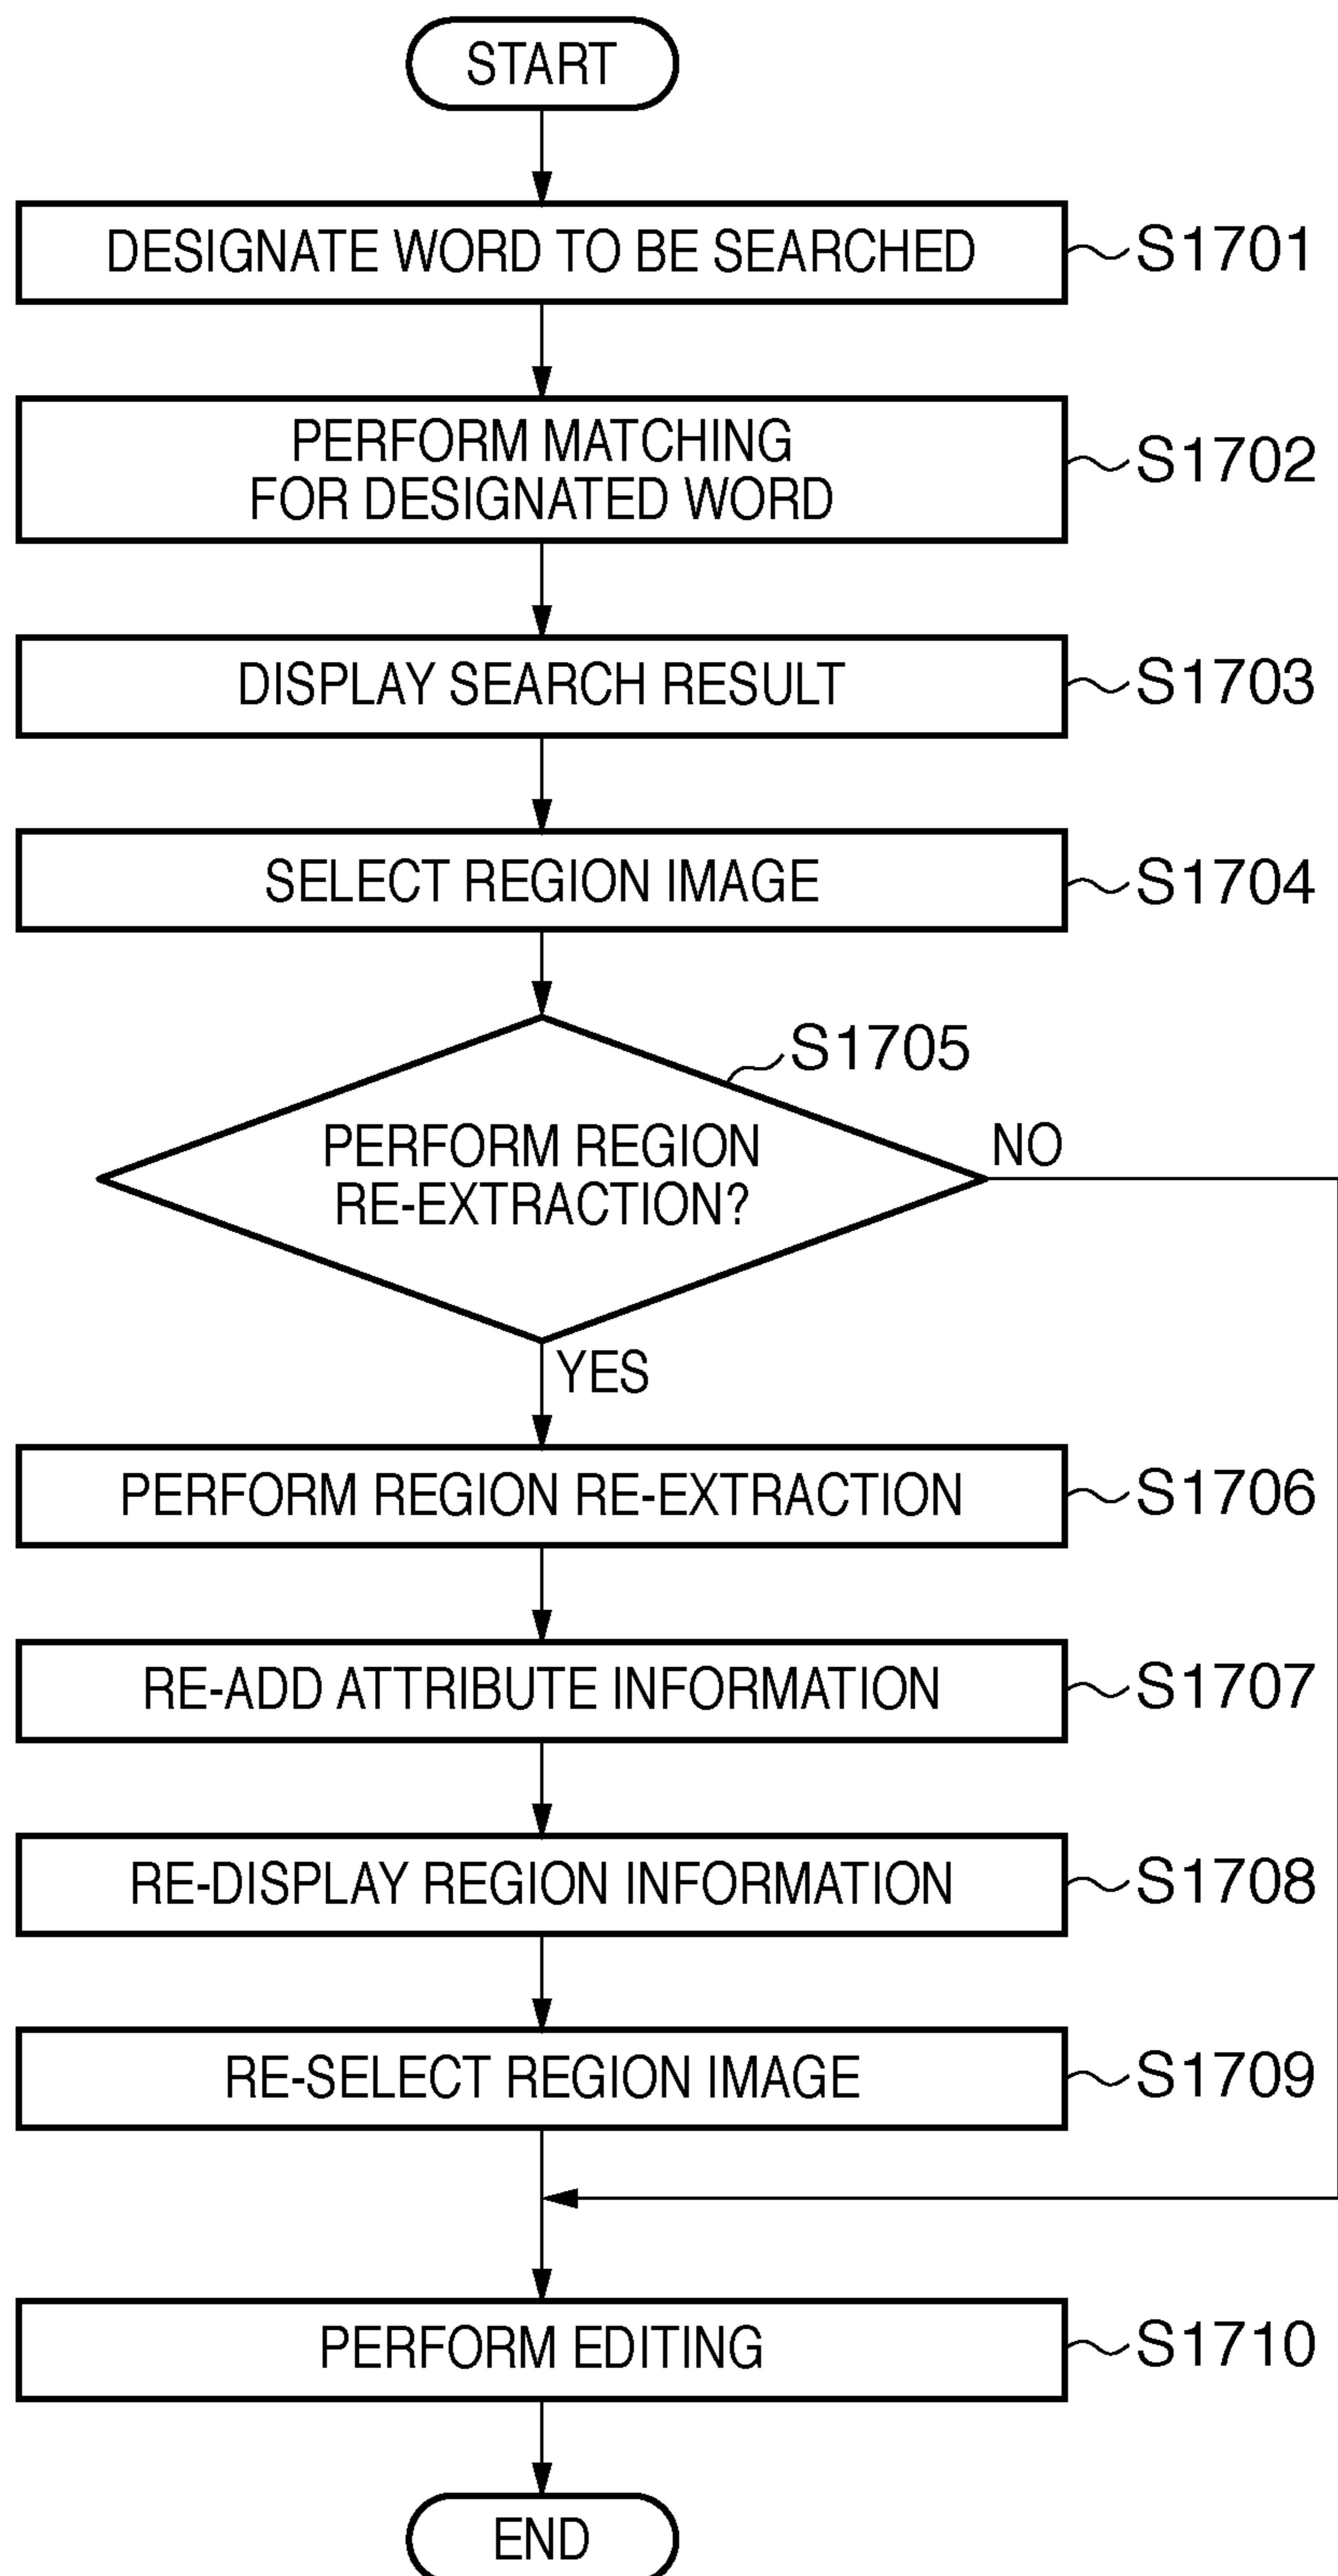 START
DESIGNATE WORD TO BE SEARCHED
S1701
PERFORM MATCHING
FOR DESIGNATED WORD
S1702
DISPLAY SEARCH RESULT
S1703
SELECT REGION IMAGE
S1704
S1705
PERFORM REGION
RE-EXTRACTION?
NO
YES
PERFORM REGION RE-EXTRACTION
S1706
RE-ADD ATTRIBUTE INFORMATION
S1707
RE-DISPLAY REGION INFORMATION
S1708
RE-SELECT REGION IMAGE
S1709
PERFORM EDITING
S1710
END